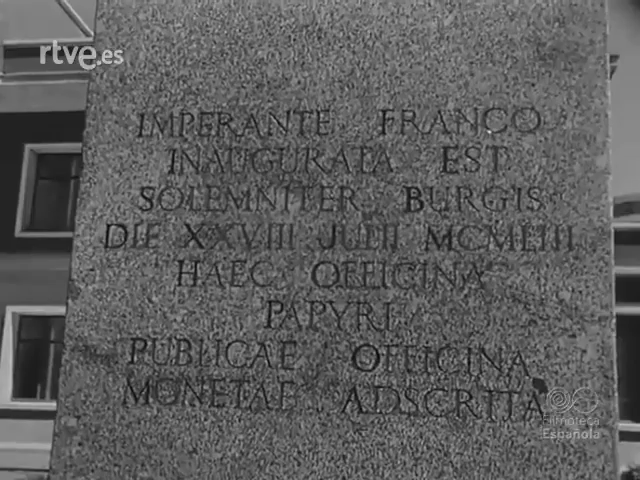 rtve.es
IMPERANTE FRANCO
INAUGURATA EST
SOLEMNITER BURGIS
DIE XXVIII JULII MCMLIII
HAEC OFFICINA
PAPYRI
PUBLICAE OFFICINA
MONETAE ADSCRITA
Filmoteca
Española